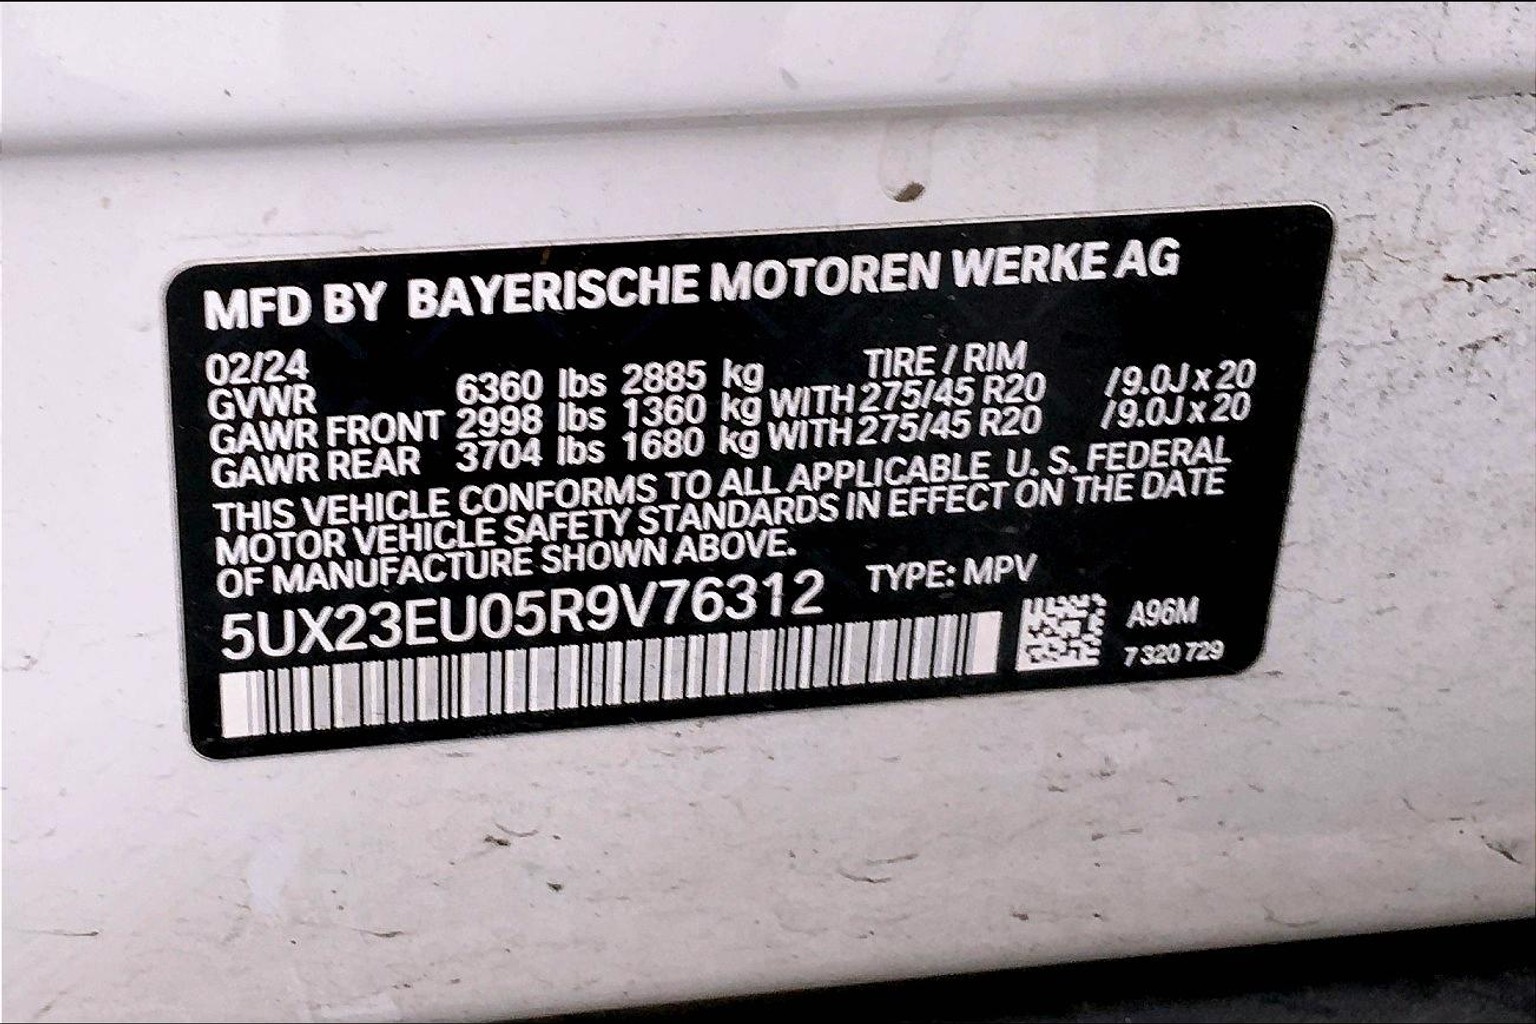 MFD BY BAYERISCHE MOTOREN WERKE AG
02/24 TIRE / RIM
GVWR 6360 lbs 2885 kg
GAWR FRONT 2998 lbs 1360 kg WITH 275/45 R20 /9.0J x 20
GAWR REAR 3704 lbs 1680 kg WITH 275/45 R20 /9.0J x 20
THIS VEHICLE CONFORMS TO ALL APPLICABLE U. S. FEDERAL
MOTOR VEHICLE SAFETY STANDARDS IN EFFECT ON THE DATE
OF MANUFACTURE SHOWN ABOVE.
5UX23EU05R9V76312 TYPE: MPV
A96M
7 320 729